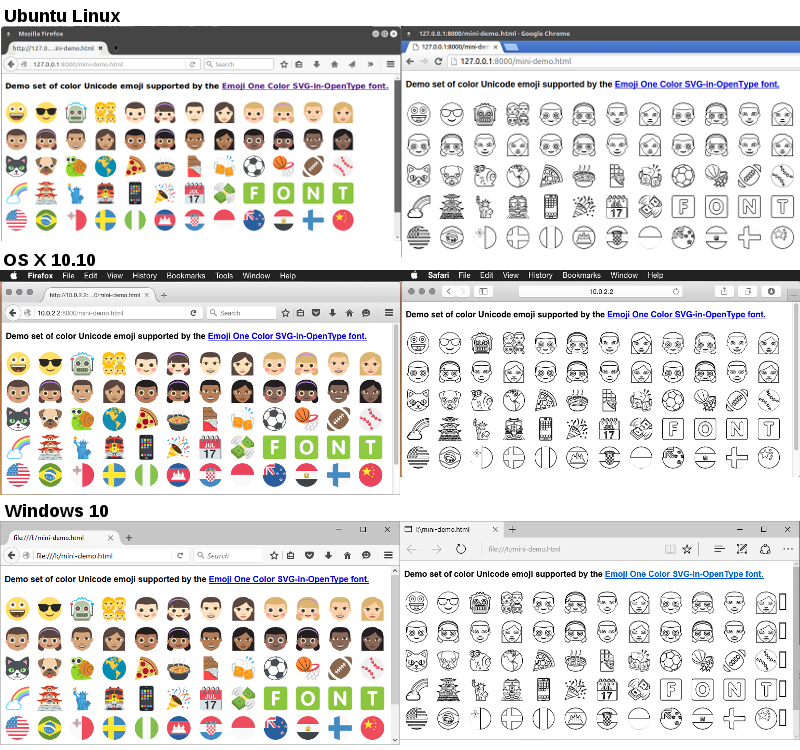 Ubuntu Linux
Mozilla Firefox
http://127.0....ini-demo.html
127.0.0.1:8000/mini-demo.html
Search
Demo set of color Unicode emoji supported by the Emoji One Color SVG-in-OpenType font.
JUL
17
F O N T
127.0.0.1:8000/mini-demo.html - Google Chrome
127.0.0.1:8000/mini-de
127.0.0.1:8000/mini-demo.html
Demo set of color Unicode emoji supported by the Emoji One Color SVG-in-OpenType font.
17
F O N T
OS X 10.10
Firefox File Edit View History Bookmarks Tools Window Help
http://10.0.2.2:...0/mini-demo.html
10.0.2.2:8000/mini-demo.html
Search
Demo set of color Unicode emoji supported by the Emoji One Color SVG-in-OpenType font.
JUL
17
F O N T
Safari File Edit View History Bookmarks Window Help
10.0.2.2
Demo set of color Unicode emoji supported by the Emoji One Color SVG-in-OpenType font.
17
F O N T
Windows 10
file:///I:/mini-demo.html
file:///I:/mini-demo.html
Search
Demo set of color Unicode emoji supported by the Emoji One Color SVG-in-OpenType font.
JUL
17
F O N T
I:\mini-demo.html
file:///I:/mini-demo.html
Demo set of color Unicode emoji supported by the Emoji One Color SVG-in-OpenType font.
17
F O N T